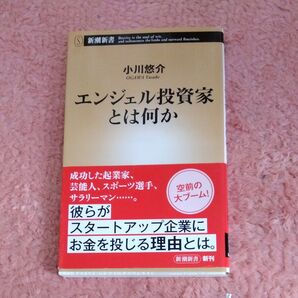 新潮新書
小川悠介
OGAWA Yusuke
エンジェル投資家
とは何か
成功した起業家、
芸能人、スポーツ選手、
サラリーマン……。
空前の
大ブーム!
彼らが
スタートアップ企業に
お金を投じる理由とは。
新潮新書 新刊